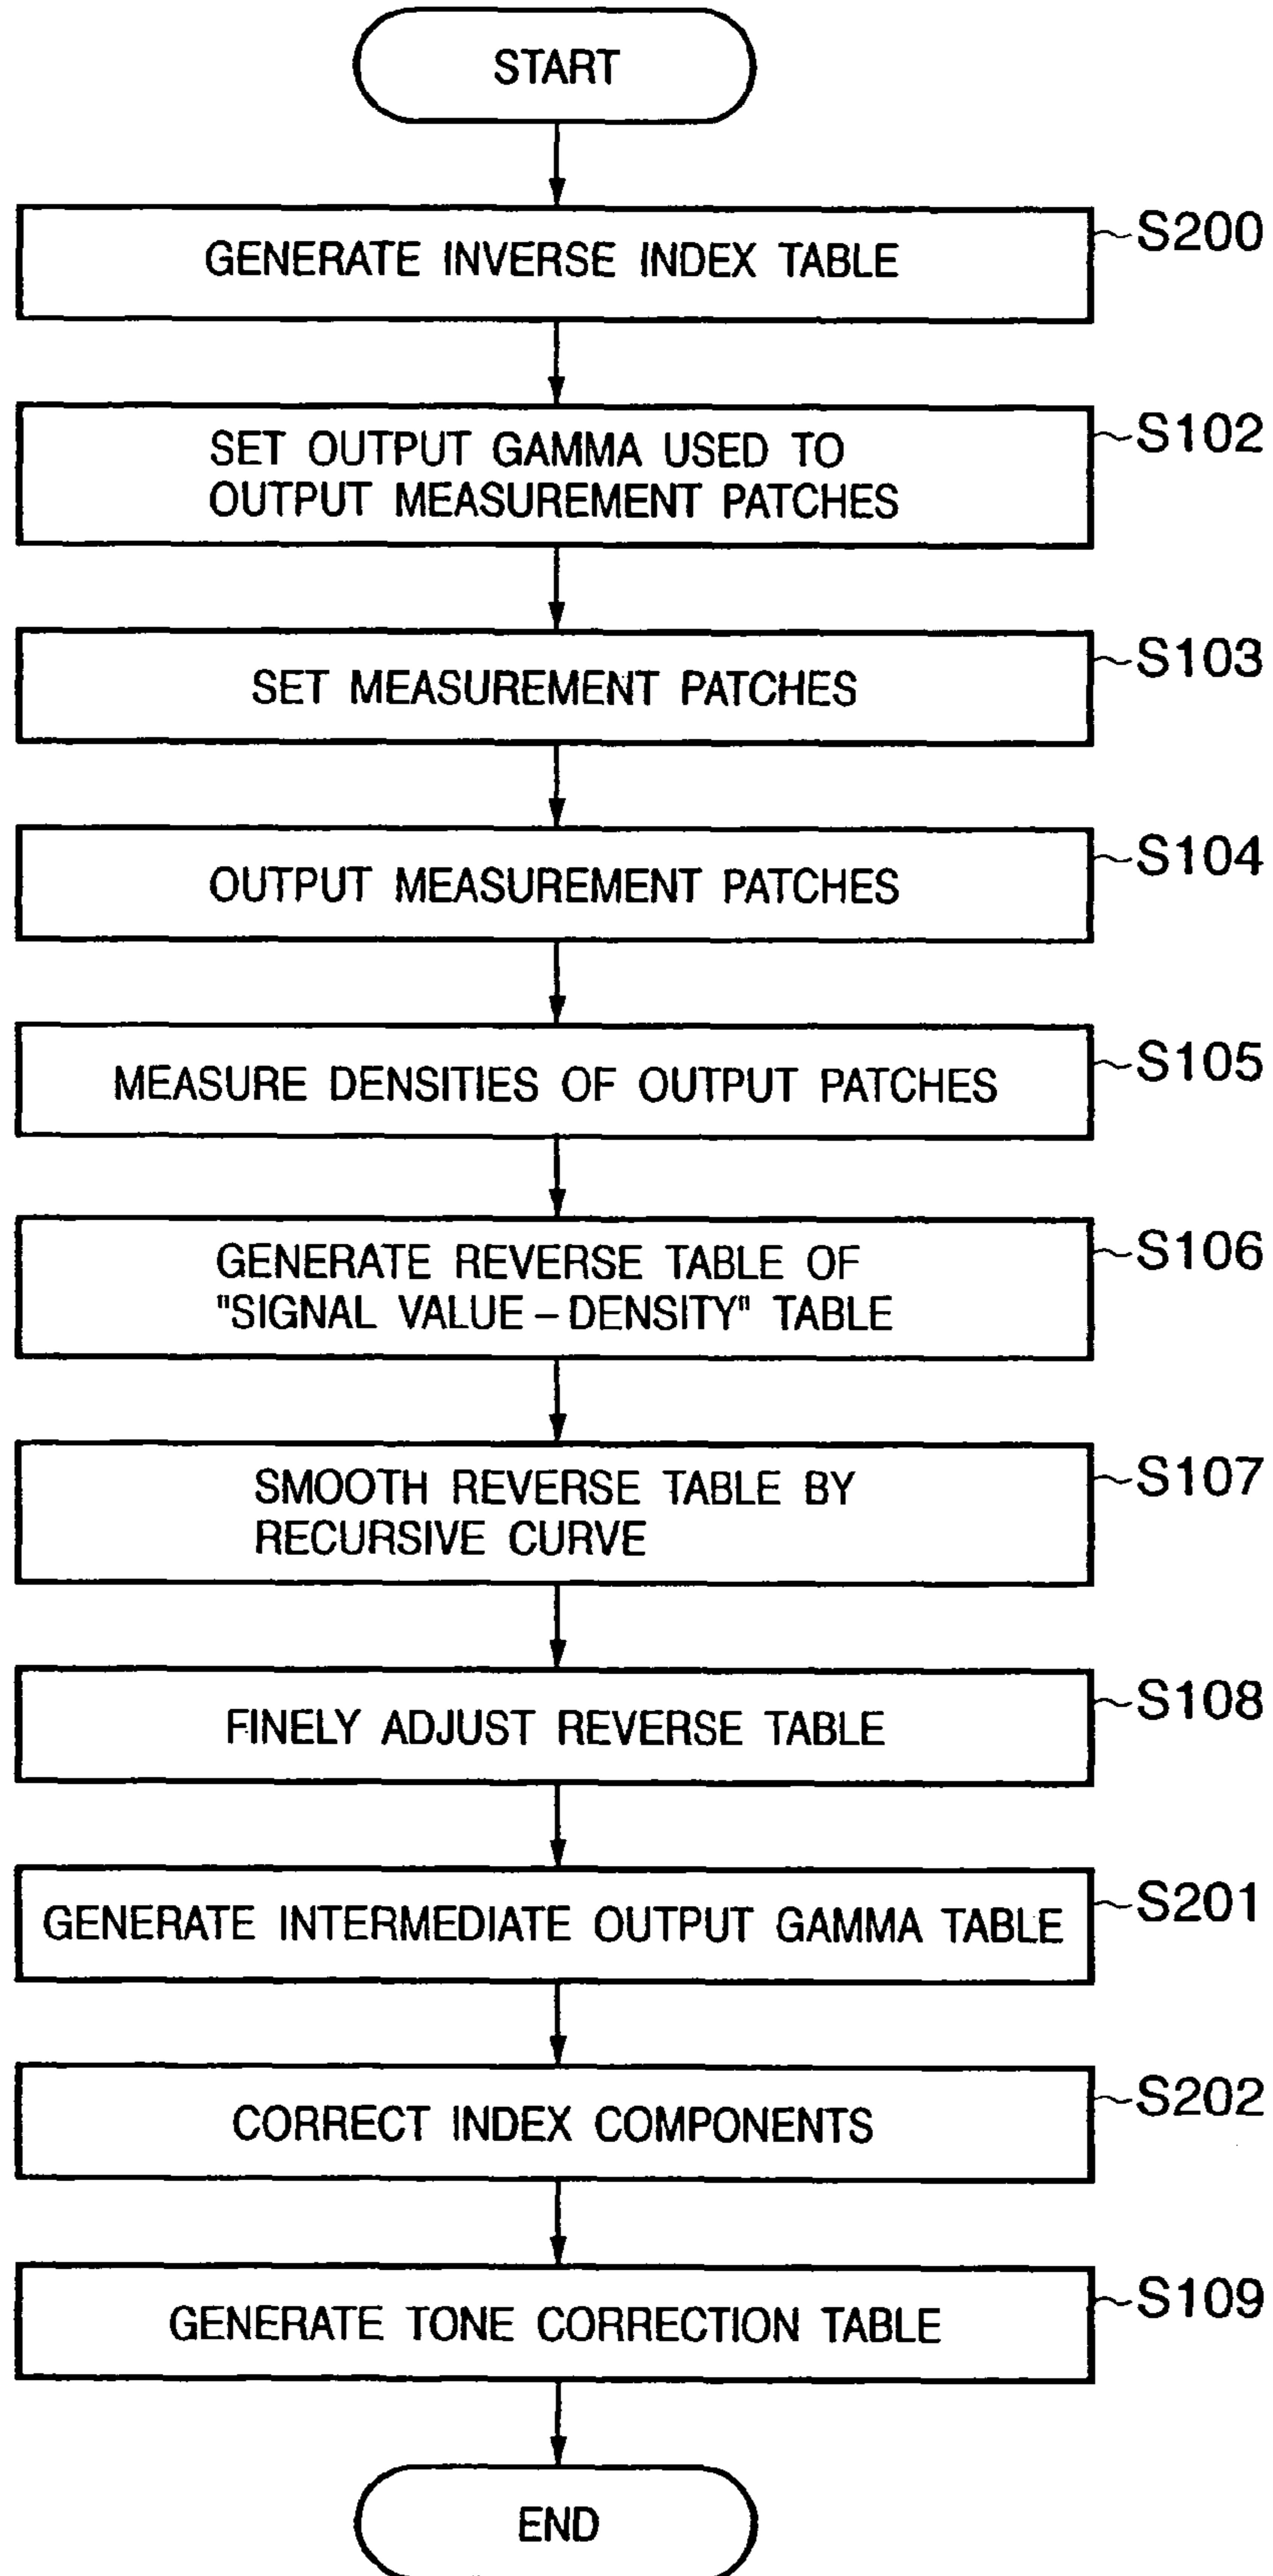 START
GENERATE INVERSE INDEX TABLE
S200
SET OUTPUT GAMMA USED TO
OUTPUT MEASUREMENT PATCHES
S102
SET MEASUREMENT PATCHES
S103
OUTPUT MEASUREMENT PATCHES
S104
MEASURE DENSITIES OF OUTPUT PATCHES
S105
GENERATE REVERSE TABLE OF
"SIGNAL VALUE – DENSITY" TABLE
S106
SMOOTH REVERSE TABLE BY
RECURSIVE CURVE
S107
FINELY ADJUST REVERSE TABLE
S108
GENERATE INTERMEDIATE OUTPUT GAMMA TABLE
S201
CORRECT INDEX COMPONENTS
S202
GENERATE TONE CORRECTION TABLE
S109
END